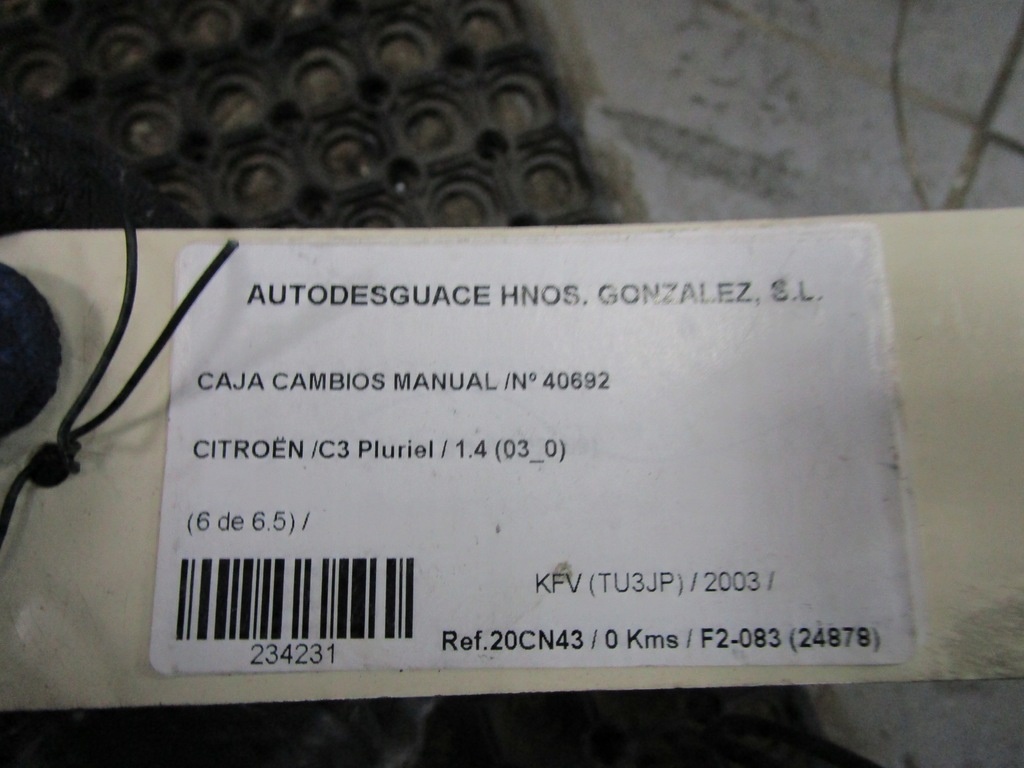 AUTODESGUACE HNOS. GONZALEZ, S.L.
CAJA CAMBIOS MANUAL /Nº 40692
CITROËN /C3 Pluriel / 1.4 (03_0)
(6 de 6.5) /
KFV (TU3JP) / 2003 /
Ref.20CN43 / 0 Kms / F2-083 (24878)
234231